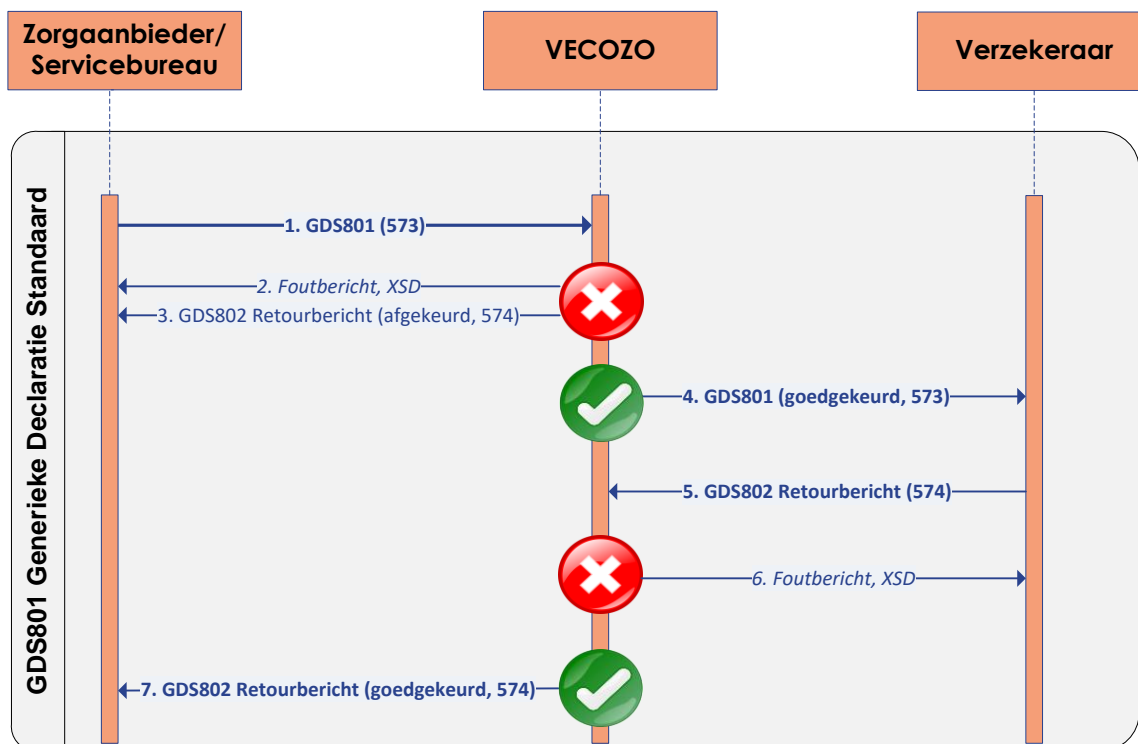 Zorgaanbieder/
Servicebureau
VECOZO
Verzekeraar
GDS801 Generieke Declaratie Standaard
1. GDS801 (573)
2. Foutbericht, XSD
3. GDS802 Retourbericht (afgekeurd, 574)
4. GDS801 (goedgekeurd, 573)
5. GDS802 Retourbericht (574)
6. Foutbericht, XSD
7. GDS802 Retourbericht (goedgekeurd, 574)